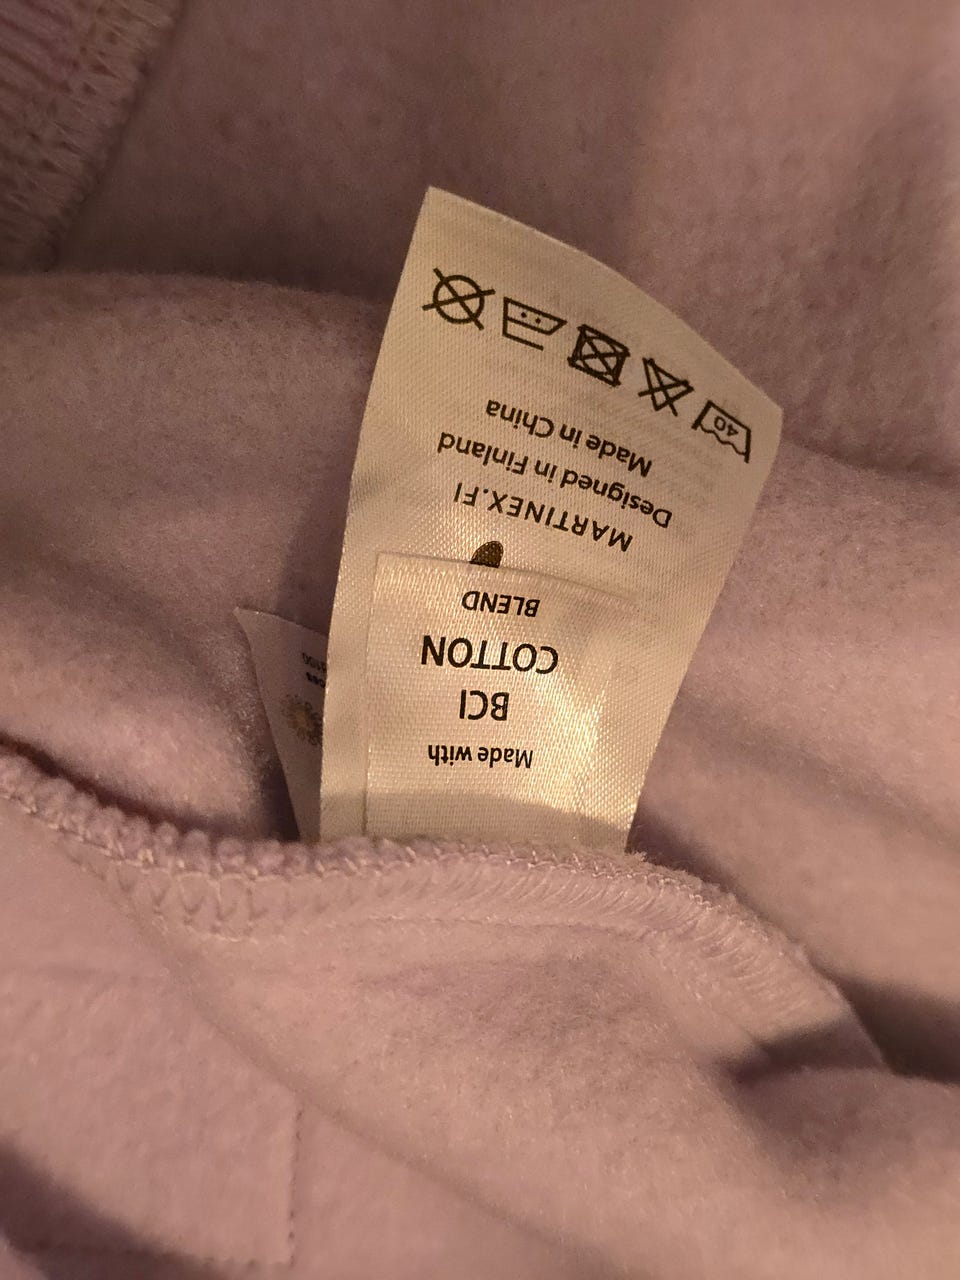 Made with
BCI
COTTON
BLEND
MARTINEX.FI
Designed in Finland
Made in China
40